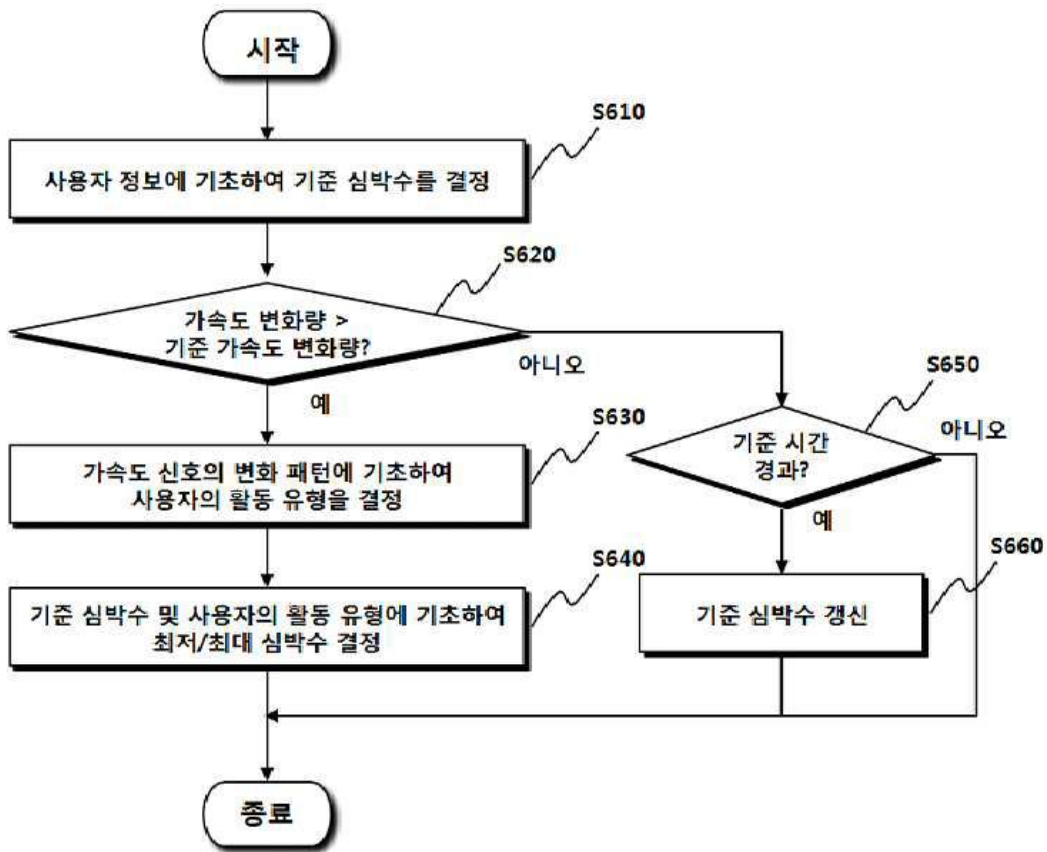 시작
S610
사용자 정보에 기초하여 기준 심박수를 결정
S620
가속도 변화량 >
기준 가속도 변화량?
아니오
예
S630
가속도 신호의 변화 패턴에 기초하여
사용자의 활동 유형을 결정
S640
기준 심박수 및 사용자의 활동 유형에 기초하여
최저/최대 심박수 결정
S650
기준 시간
경과?
아니오
예
S660
기준 심박수 갱신
종료